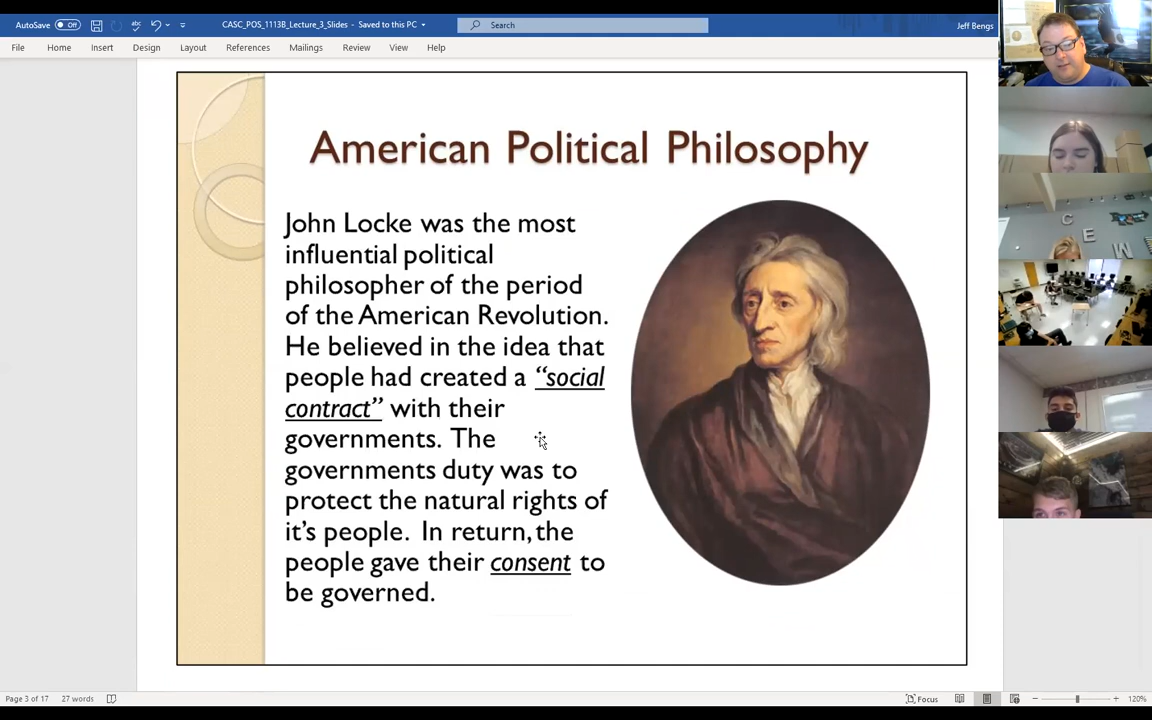 AutoSave Off CASC_POS_1113B_Lecture_3_Slides - Saved to this PC Search Jeff Bengs
File Home Insert Design Layout References Mailings Review View Help
American Political Philosophy
John Locke was the most
influential political
philosopher of the period
of the American Revolution.
He believed in the idea that
people had created a “social
contract” with their
governments. The
governments duty was to
protect the natural rights of
it’s people. In return, the
people gave their consent to
be governed.
C E W
Page 3 of 17 27 words Focus 120%